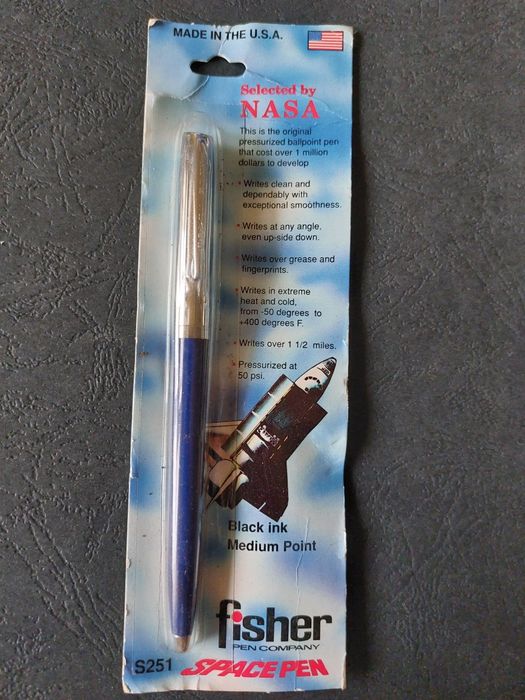 MADE IN THE U.S.A.
Selected by
NASA
This is the original
pressurized ballpoint pen
that cost over 1 million
dollars to develop
• Writes clean and
dependably with
exceptional smoothness.
• Writes at any angle,
even up-side down.
• Writes over grease and
fingerprints.
• Writes in extreme
heat and cold,
from -50 degrees to
+400 degrees F.
• Writes over 1 1/2 miles.
• Pressurized at
50 psi.
Black ink
Medium Point
fisher
PEN COMPANY
S251 SPACE PEN